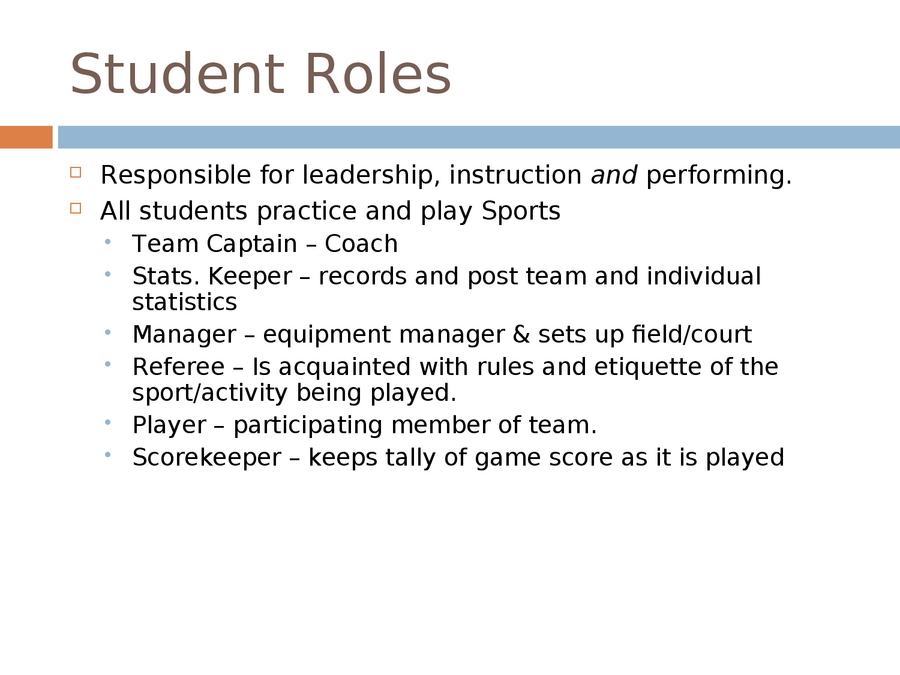 Student Roles
Responsible for leadership, instruction and performing.
All students practice and play Sports
Team Captain – Coach
Stats. Keeper – records and post team and individual
statistics
Manager – equipment manager & sets up field/court
Referee – Is acquainted with rules and etiquette of the
sport/activity being played.
Player – participating member of team.
Scorekeeper – keeps tally of game score as it is played